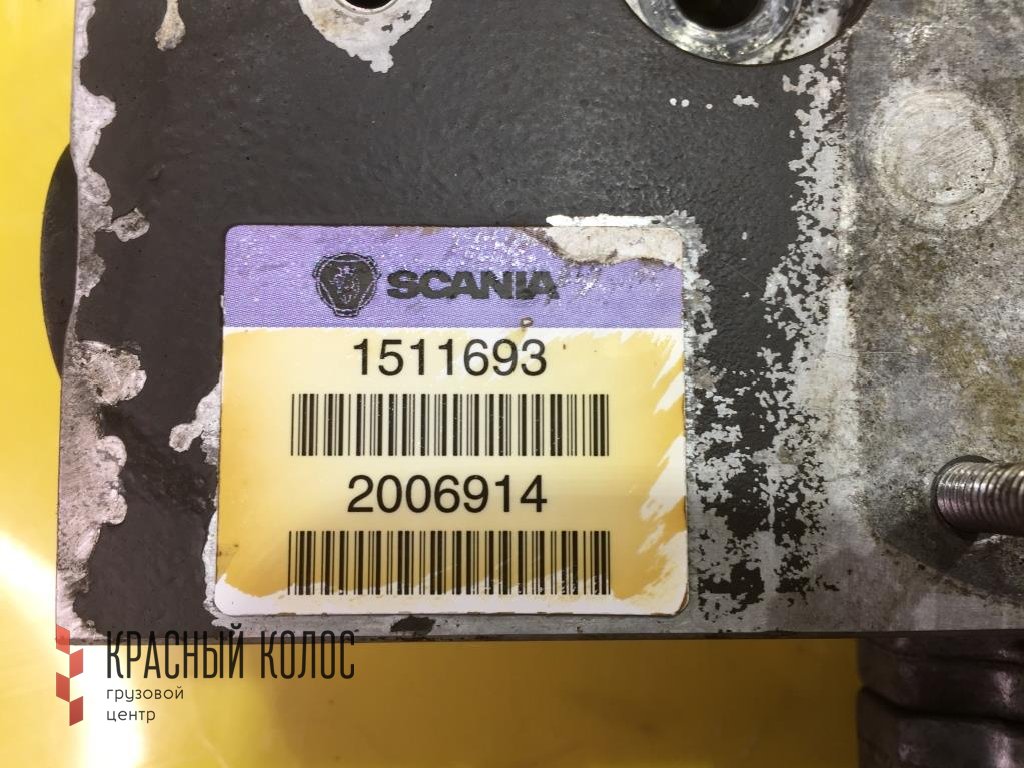 SCANIA
1511693
2006914
КРАСНЫЙ КОЛОС
грузовой
центр